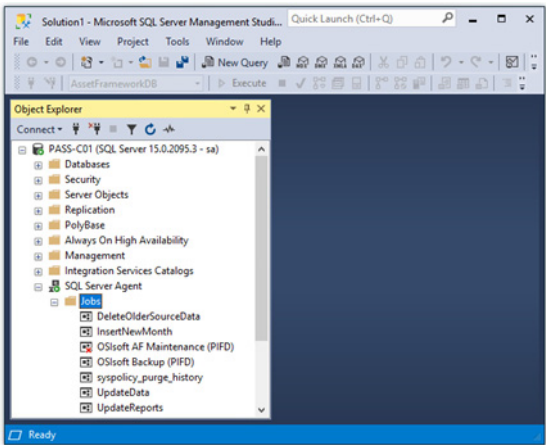 Solution1 - Microsoft SQL Server Management Studi...
Quick Launch (Ctrl+Q)
File Edit View Project Tools Window Help
New Query
AssetFrameworkDB Execute
Object Explorer
Connect
PASS-C01 (SQL Server 15.0.2095.3 - sa)
Databases
Security
Server Objects
Replication
PolyBase
Always On High Availability
Management
Integration Services Catalogs
SQL Server Agent
Jobs
DeleteOlderSourceData
InsertNewMonth
OSIsoft AF Maintenance (PIFD)
OSIsoft Backup (PIFD)
syspolicy_purge_history
UpdateData
UpdateReports
Ready